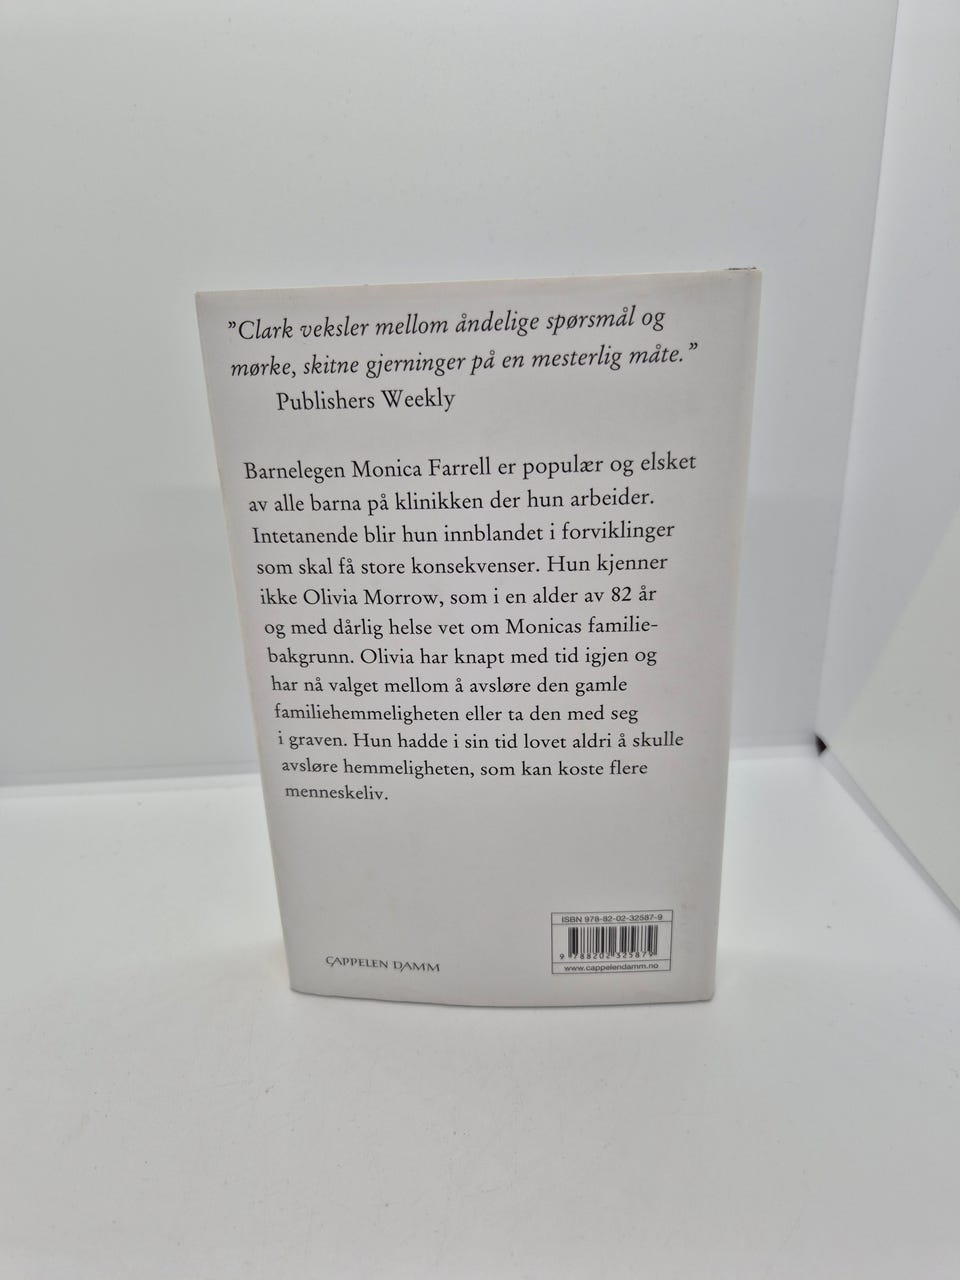 ”Clark veksler mellom åndelige spørsmål og
mørke, skitne gjerninger på en mesterlig måte.”
Publishers Weekly
Barnelegen Monica Farrell er populær og elsket
av alle barna på klinikken der hun arbeider.
Intetanende blir hun innblandet i forviklinger
som skal få store konsekvenser. Hun kjenner
ikke Olivia Morrow, som i en alder av 82 år
og med dårlig helse vet om Monicas familie-
bakgrunn. Olivia har knapt med tid igjen og
har nå valget mellom å avsløre den gamle
familiehemmeligheten eller ta den med seg
i graven. Hun hadde i sin tid lovet aldri å skulle
avsløre hemmeligheten, som kan koste flere
menneskeliv.
CAPPELEN DAMM
ISBN 978-82-02-32587-9
9 788202 325879
www.cappelendamm.no